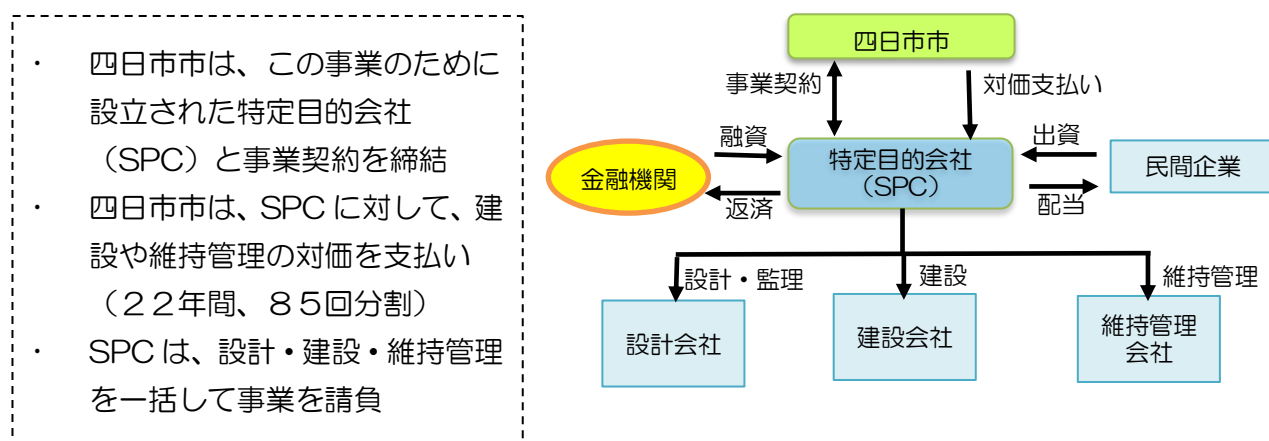 ・ 四日市市は、この事業のために
設立された特定目的会社
（SPC）と事業契約を締結
・ 四日市市は、SPCに対して、建
設や維持管理の対価を支払い
（２２年間、８５回分割）
・ SPCは、設計・建設・維持管理
を一括して事業を請負
四日市市
事業契約
対価支払い
融資
出資
金融機関
特定目的会社
（SPC）
民間企業
返済
配当
設計・監理
建設
維持管理
設計会社
建設会社
維持管理
会社